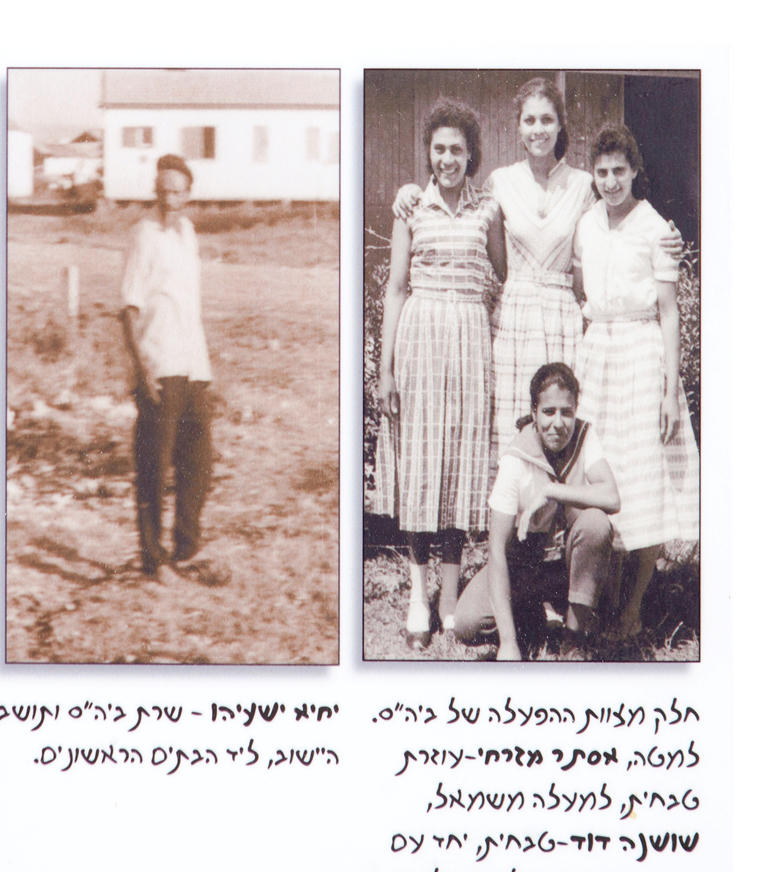 חלק מצוות ההפעלה של ביה"ס.
למטה, אסתר מזרחי-עוזרת
טבחית, למעלה משמאל,
שושנה דוד-טבחית, יחד עם
יחיא ישעיהו - שרת ביה"ס ותושב
היישוב, ליד הבתים הראשונים.